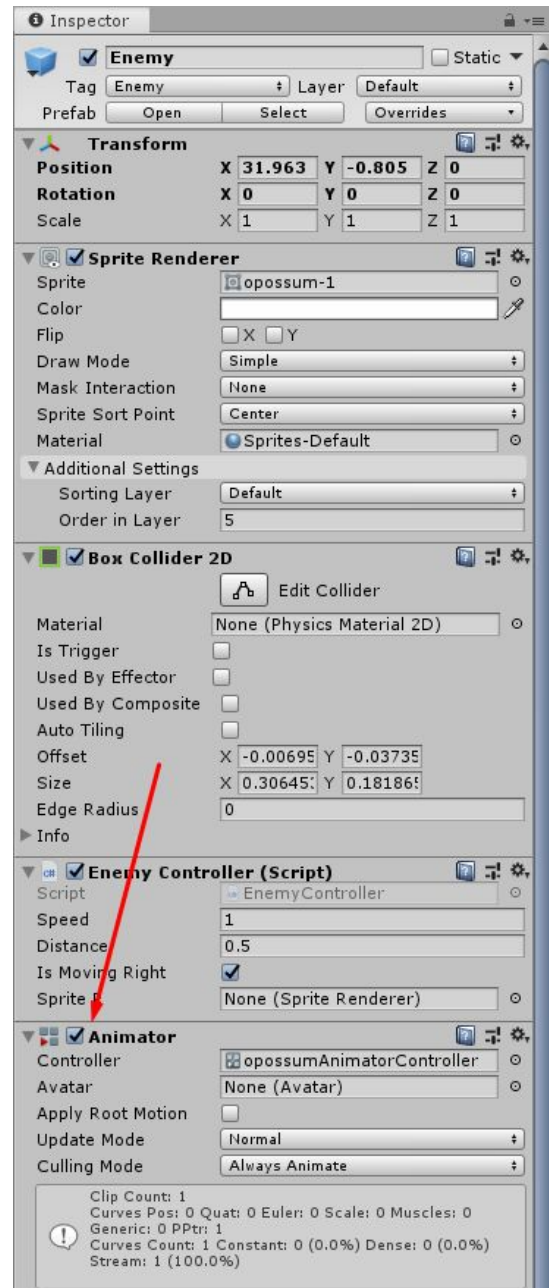 Inspector
Enemy Static
Tag Enemy Layer Default
Prefab Open Select Overrides
Transform
Position X 31.963 Y -0.805 Z 0
Rotation X 0 Y 0 Z 0
Scale X 1 Y 1 Z 1
Sprite Renderer
Sprite opossum-1
Color
Flip X Y
Draw Mode Simple
Mask Interaction None
Sprite Sort Point Center
Material Sprites-Default
Additional Settings
Sorting Layer Default
Order in Layer 5
Box Collider 2D
Edit Collider
Material None (Physics Material 2D)
Is Trigger
Used By Effector
Used By Composite
Auto Tiling
Offset X -0.00695 Y -0.03735
Size X 0.30645 Y 0.181865
Edge Radius 0
Info
Enemy Controller (Script)
Script EnemyController
Speed 1
Distance 0.5
Is Moving Right
Sprite None (Sprite Renderer)
Animator
Controller opossumAnimatorController
Avatar None (Avatar)
Apply Root Motion
Update Mode Normal
Culling Mode Always Animate
Clip Count: 1
Curves Pos: 0 Quat: 0 Euler: 0 Scale: 0 Muscles: 0
Generic: 0 PPtr: 1
Curves Count: 1 Constant: 0 (0.0%) Dense: 0 (0.0%)
Stream: 1 (100.0%)